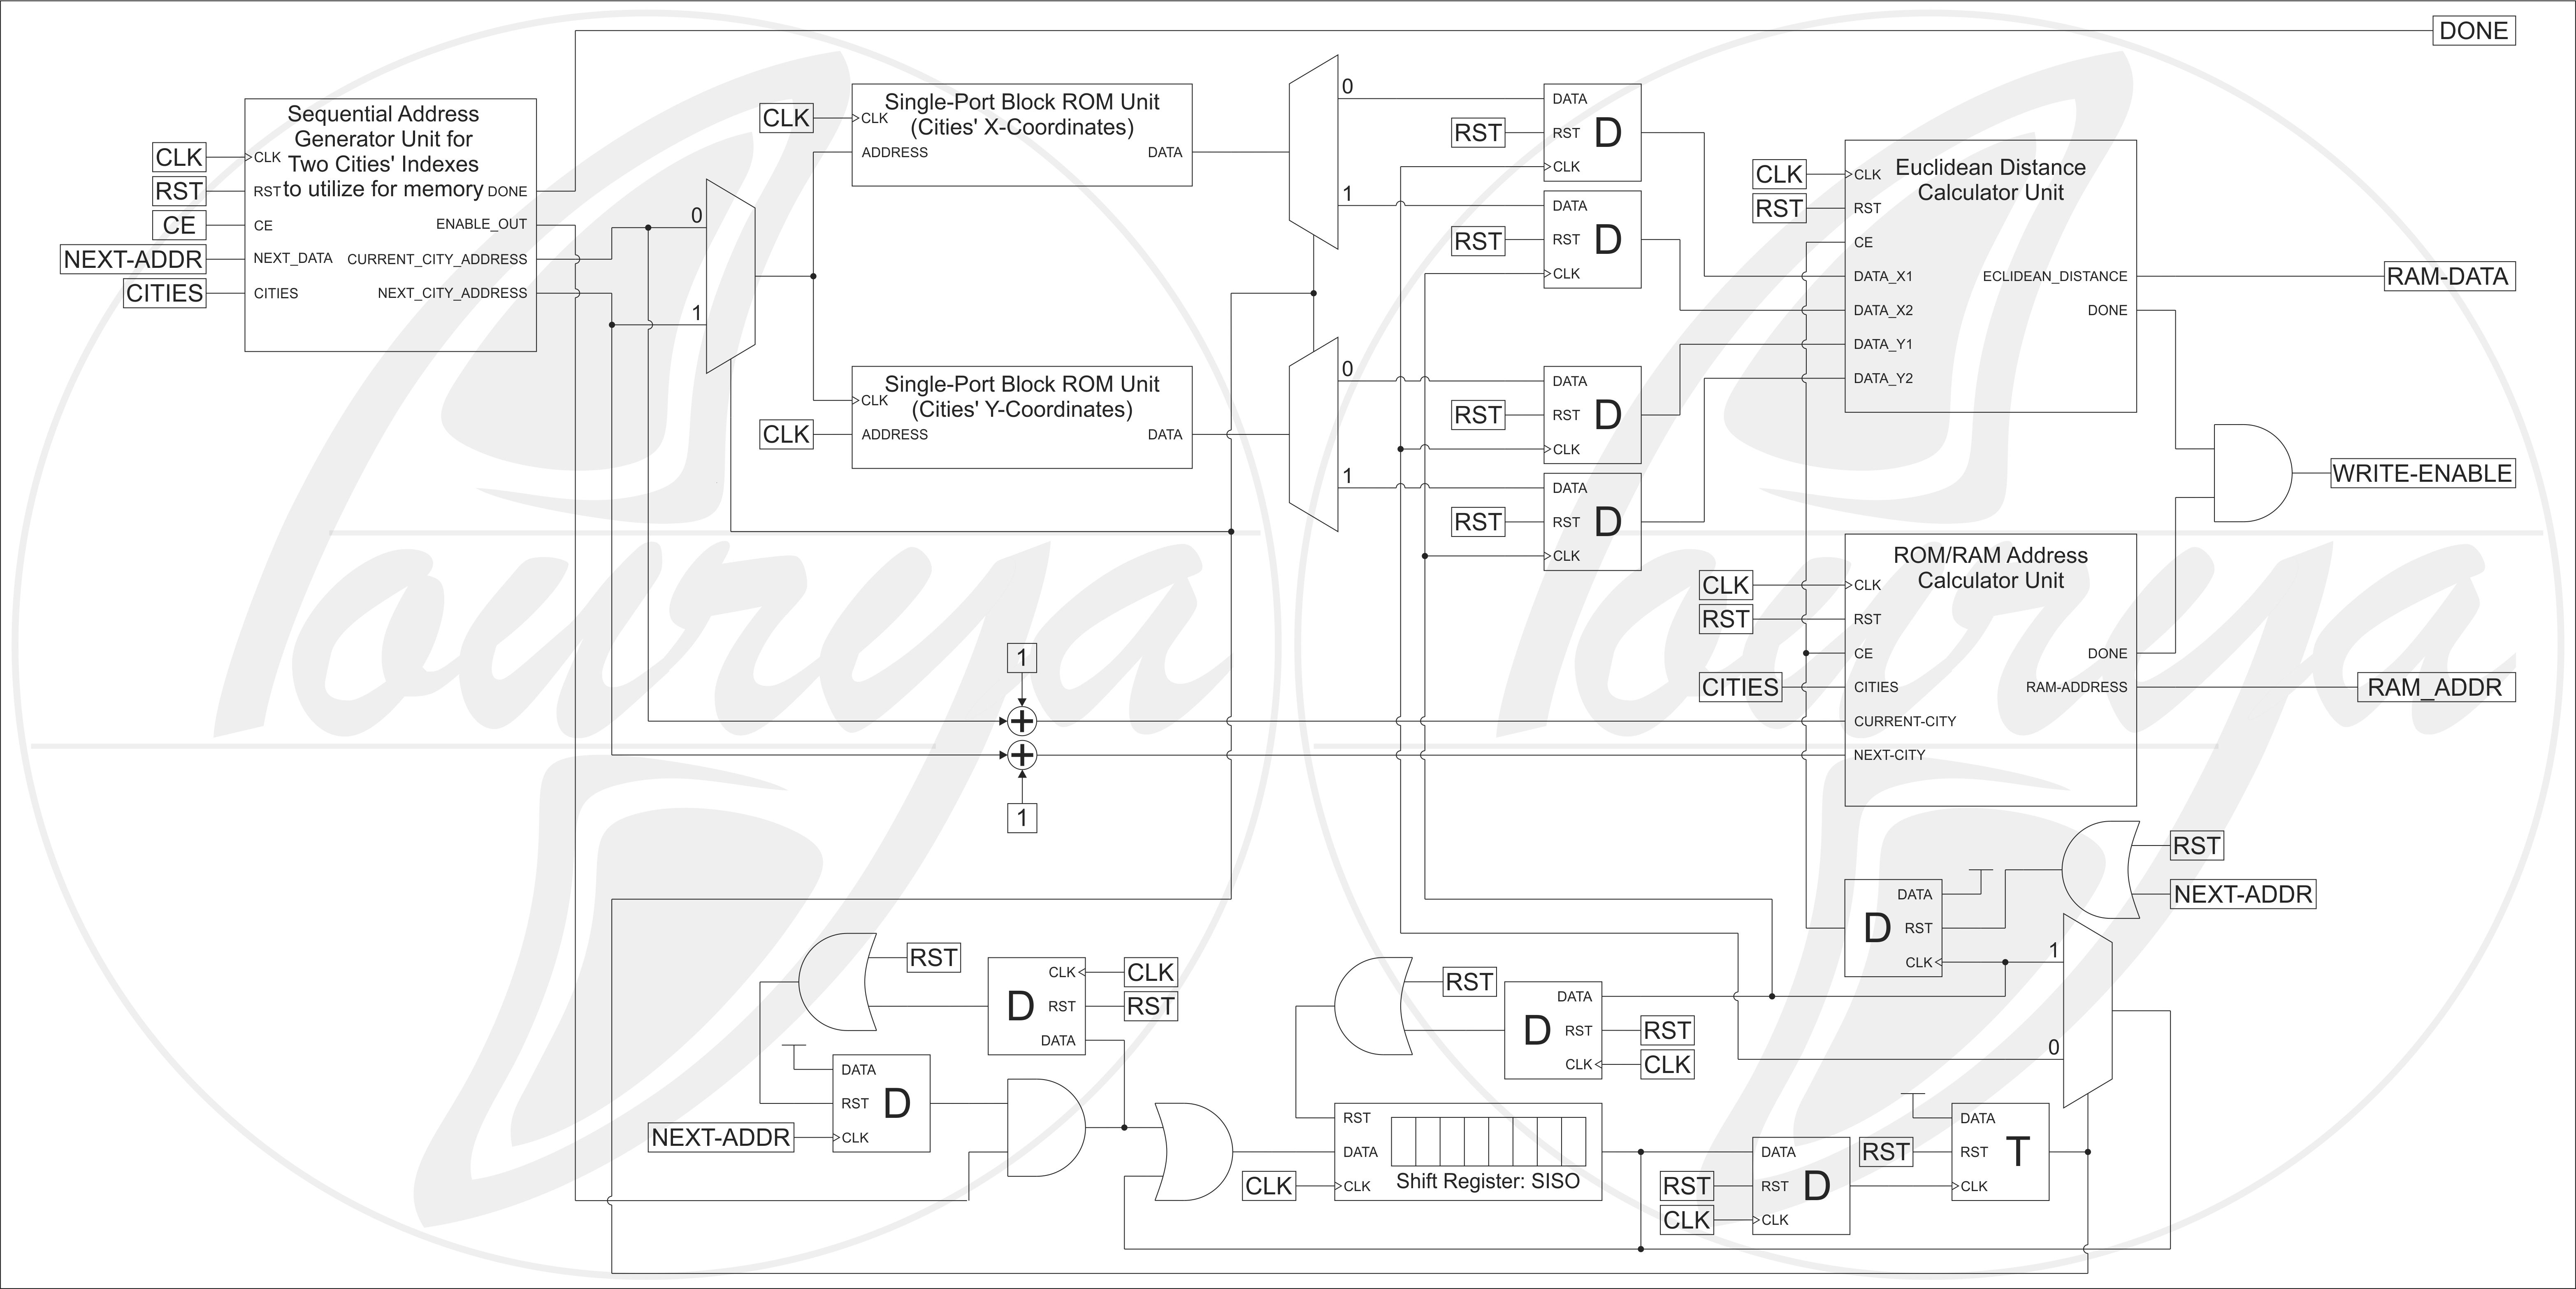 DONE
Sequential Address
Generator Unit for
Two Cities' Indexes
to utilize for memory
CLK
CLK
RST
RST
DONE
CE
CE
ENABLE_OUT
NEXT-ADDR
NEXT_DATA
CURRENT_CITY_ADDRESS
CITIES
CITIES
NEXT_CITY_ADDRESS
0
1
Single-Port Block ROM Unit
(Cities' X-Coordinates)
CLK
CLK
ADDRESS
DATA
Single-Port Block ROM Unit
(Cities' Y-Coordinates)
CLK
CLK
ADDRESS
DATA
0
1
0
1
DATA
RST
RST
D
CLK
DATA
RST
RST
D
CLK
DATA
RST
RST
D
CLK
DATA
RST
RST
D
CLK
Euclidean Distance
Calculator Unit
CLK
CLK
RST
RST
CE
DATA_X1
ECLIDEAN_DISTANCE
RAM-DATA
DATA_X2
DONE
DATA_Y1
DATA_Y2
WRITE-ENABLE
ROM/RAM Address
Calculator Unit
CLK
CLK
RST
RST
CE
DONE
CITIES
CITIES
RAM-ADDRESS
RAM_ADDR
CURRENT-CITY
NEXT-CITY
1
+
+
1
RST
NEXT-ADDR
DATA
D
RST
CLK
1
0
RST
CLK
CLK
D
RST
RST
DATA
DATA
RST
D
NEXT-ADDR
CLK
RST
DATA
D
RST
RST
CLK
CLK
RST
DATA
CLK
CLK
Shift Register: SISO
DATA
RST
RST
D
CLK
CLK
DATA
RST
RST
T
CLK
Pourya
Pourya